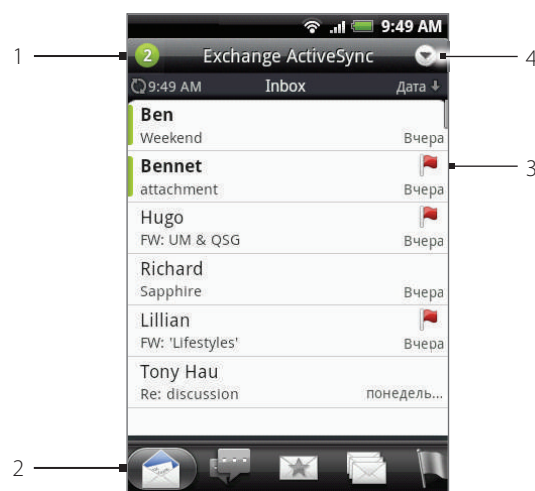 9:49 AM
1
2 Exchange ActiveSync
4
9:49 AM Inbox Дата
Ben
Weekend Вчера
Bennet
3
attachment Вчера
Hugo
FW: UM & QSG Вчера
Richard
Sapphire Вчера
Lillian
FW: 'Lifestyles' Вчера
Tony Hau
Re: discussion понедель...
2